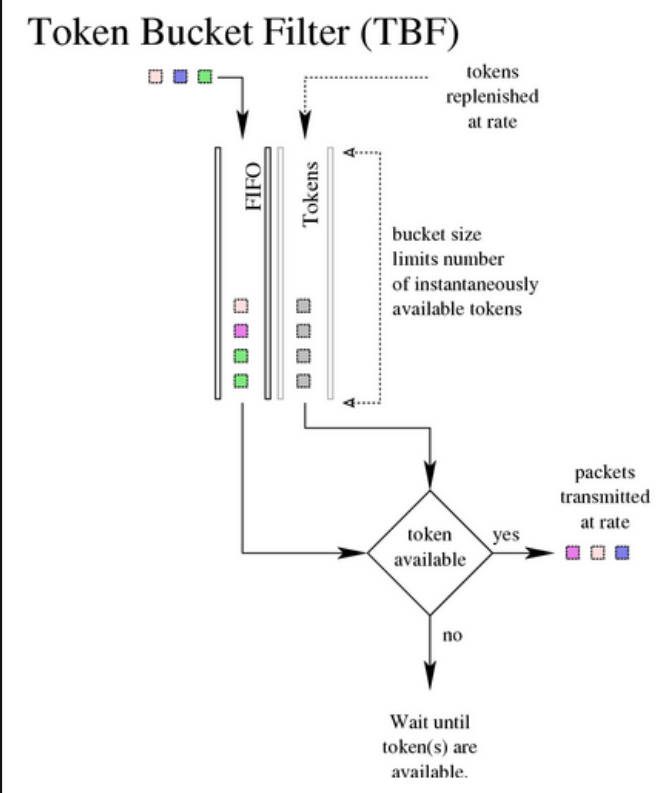 Token Bucket Filter (TBF)
tokens
replenished
at rate
FIFO
Tokens
bucket size
limits number
of instantaneously
available tokens
packets
transmitted
at rate
token
available
yes
no
Wait until
token(s) are
available.